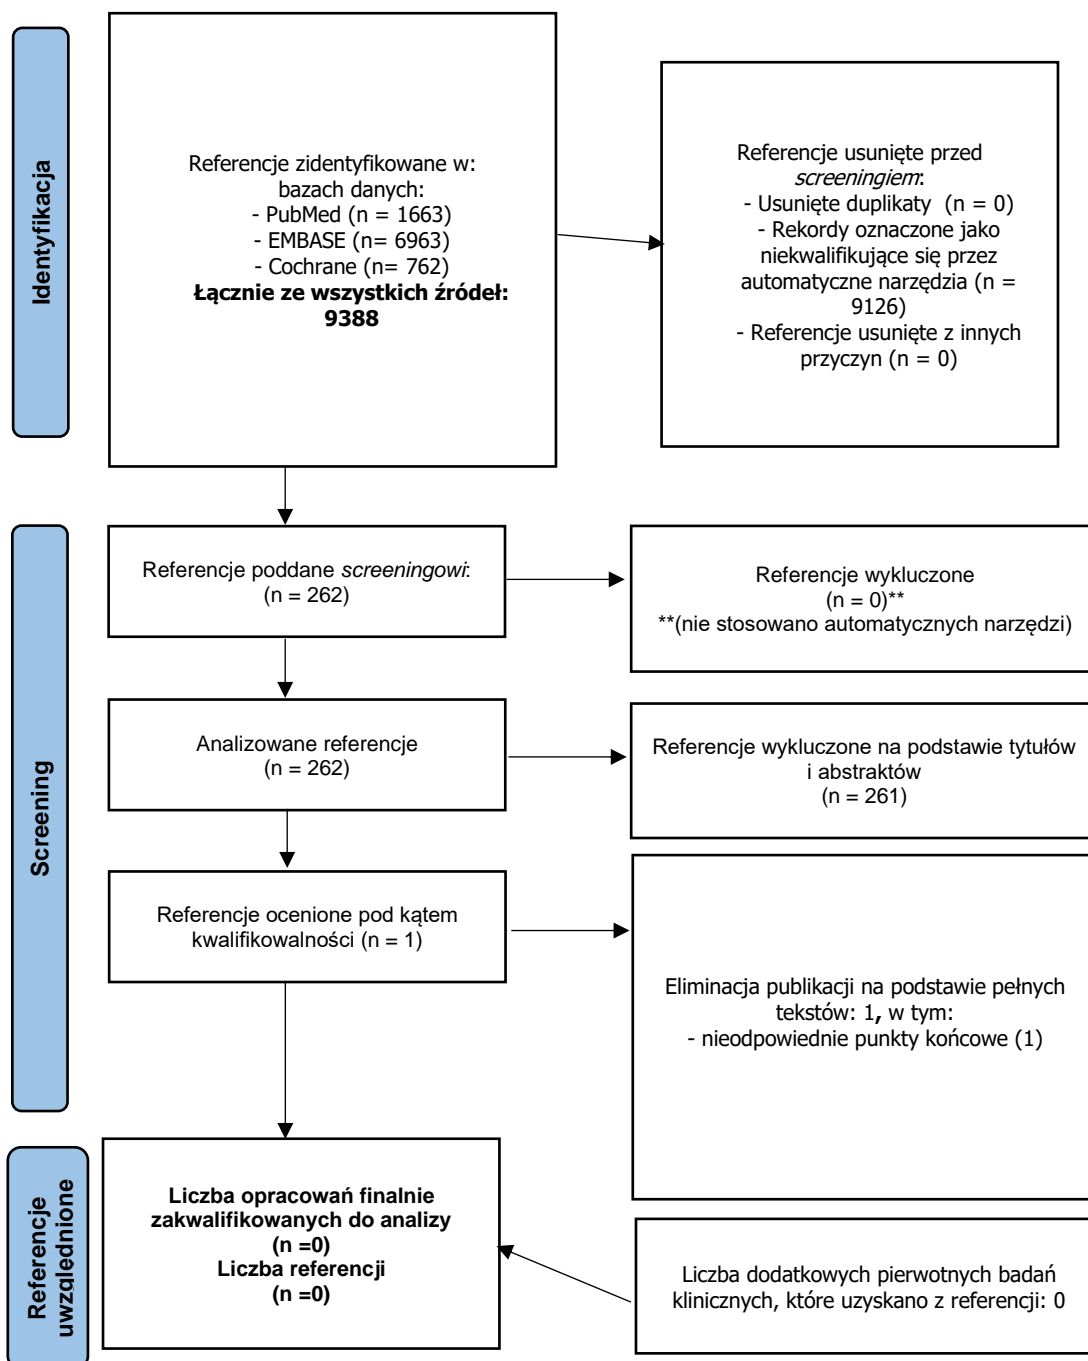 Identyfikacja
Referencje zidentyfikowane w:
bazach danych:
- PubMed (n = 1663)
- EMBASE (n= 6963)
- Cochrane (n= 762)
Łącznie ze wszystkich źródeł:
9388
Referencje usunięte przed
screeningiem:
- Usunięte duplikaty (n = 0)
- Rekordy oznaczone jako
niekwalifikujące się przez
automatyczne narzędzia (n =
9126)
- Referencje usunięte z innych
przyczyn (n = 0)
Screening
Referencje poddane screeningowi:
(n = 262)
Referencje wykluczone
(n = 0)**
**(nie stosowano automatycznych narzędzi)
Analizowane referencje
(n = 262)
Referencje wykluczone na podstawie tytułów
i abstraktów
(n = 261)
Referencje ocenione pod kątem
kwalifikowalności (n = 1)
Eliminacja publikacji na podstawie pełnych
tekstów: 1, w tym:
- nieodpowiednie punkty końcowe (1)
Referencje
uwzględnione
Liczba opracowań finalnie
zakwalifikowanych do analizy
(n =0)
Liczba referencji
(n =0)
Liczba dodatkowych pierwotnych badań
klinicznych, które uzyskano z referencji: 0